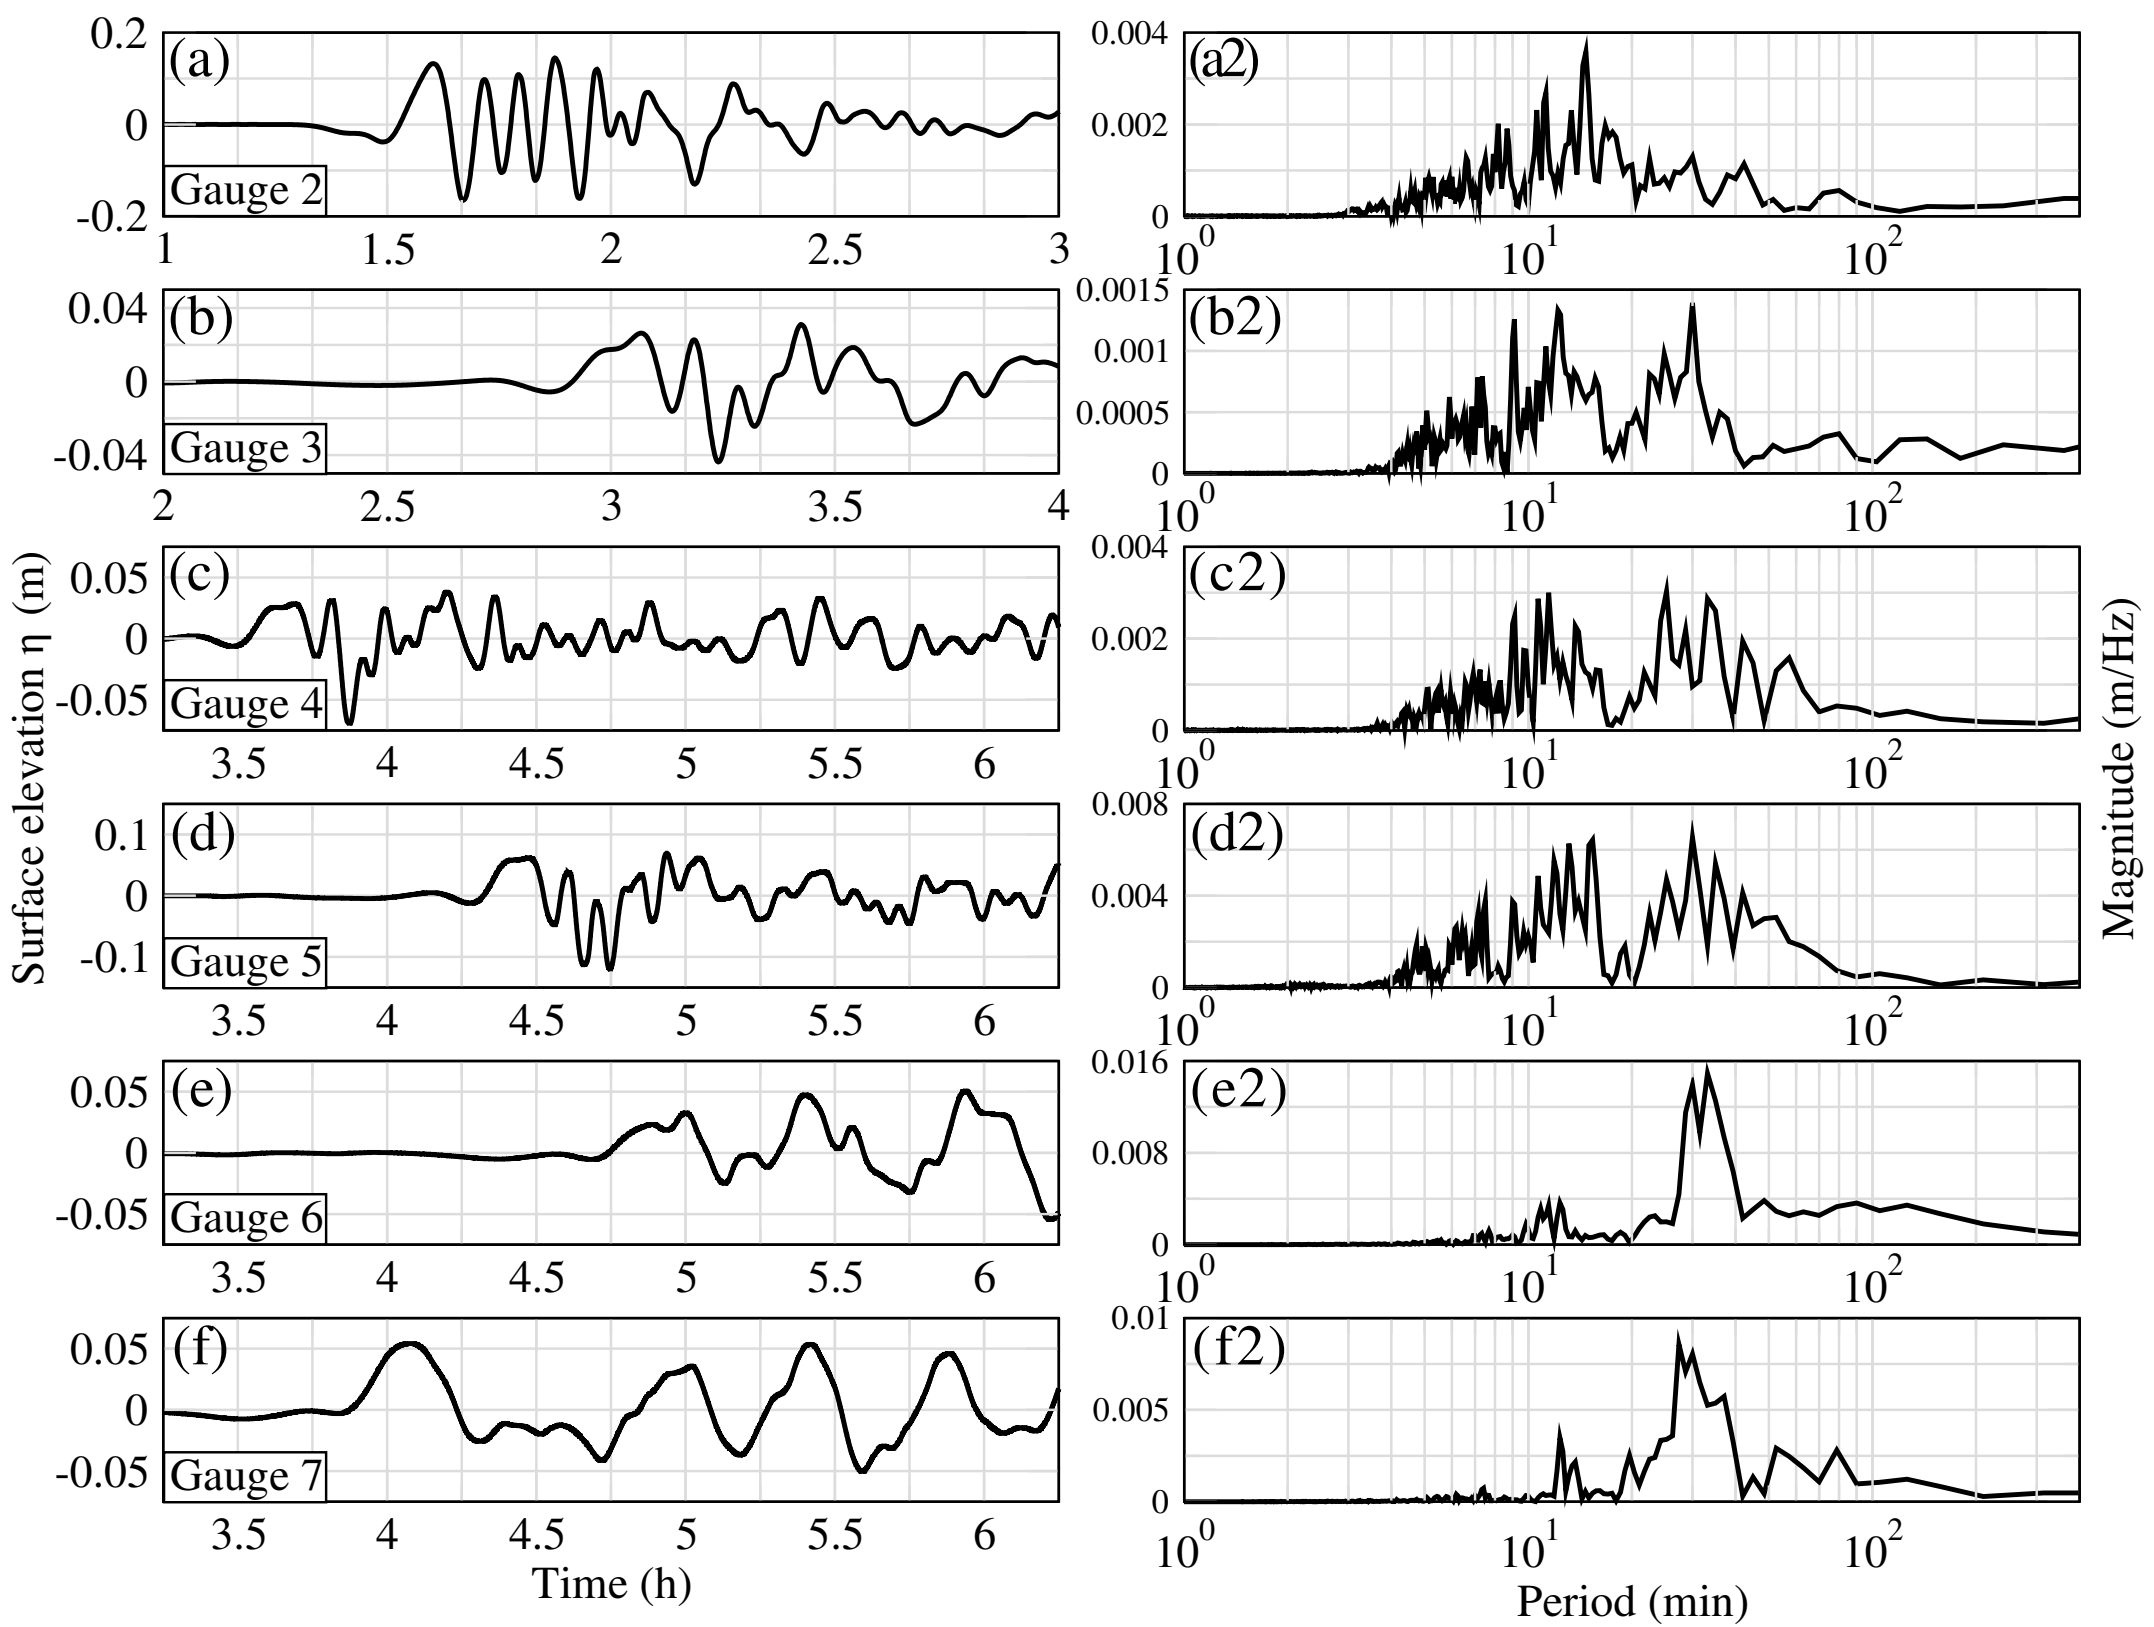 Surface elevation η (m)
0.2
0
-0.2
(a)
Gauge 2
1 1.5 2 2.5 3
0.004
0.002
0
(a2)
10^0 10^1 10^2
0.04
0
-0.04
(b)
Gauge 3
2 2.5 3 3.5 4
0.0015
0.001
0.0005
0
(b2)
10^0 10^1 10^2
0.05
0
-0.05
(c)
Gauge 4
3.5 4 4.5 5 5.5 6
0.004
0.002
0
(c2)
10^0 10^1 10^2
0.1
0
-0.1
(d)
Gauge 5
3.5 4 4.5 5 5.5 6
0.008
0.004
0
(d2)
10^0 10^1 10^2
0.05
0
-0.05
(e)
Gauge 6
3.5 4 4.5 5 5.5 6
0.016
0.008
0
(e2)
10^0 10^1 10^2
0.05
0
-0.05
(f)
Gauge 7
3.5 4 4.5 5 5.5 6
Time (h)
0.01
0.005
0
(f2)
10^0 10^1 10^2
Period (min)
Magnitude (m/Hz)